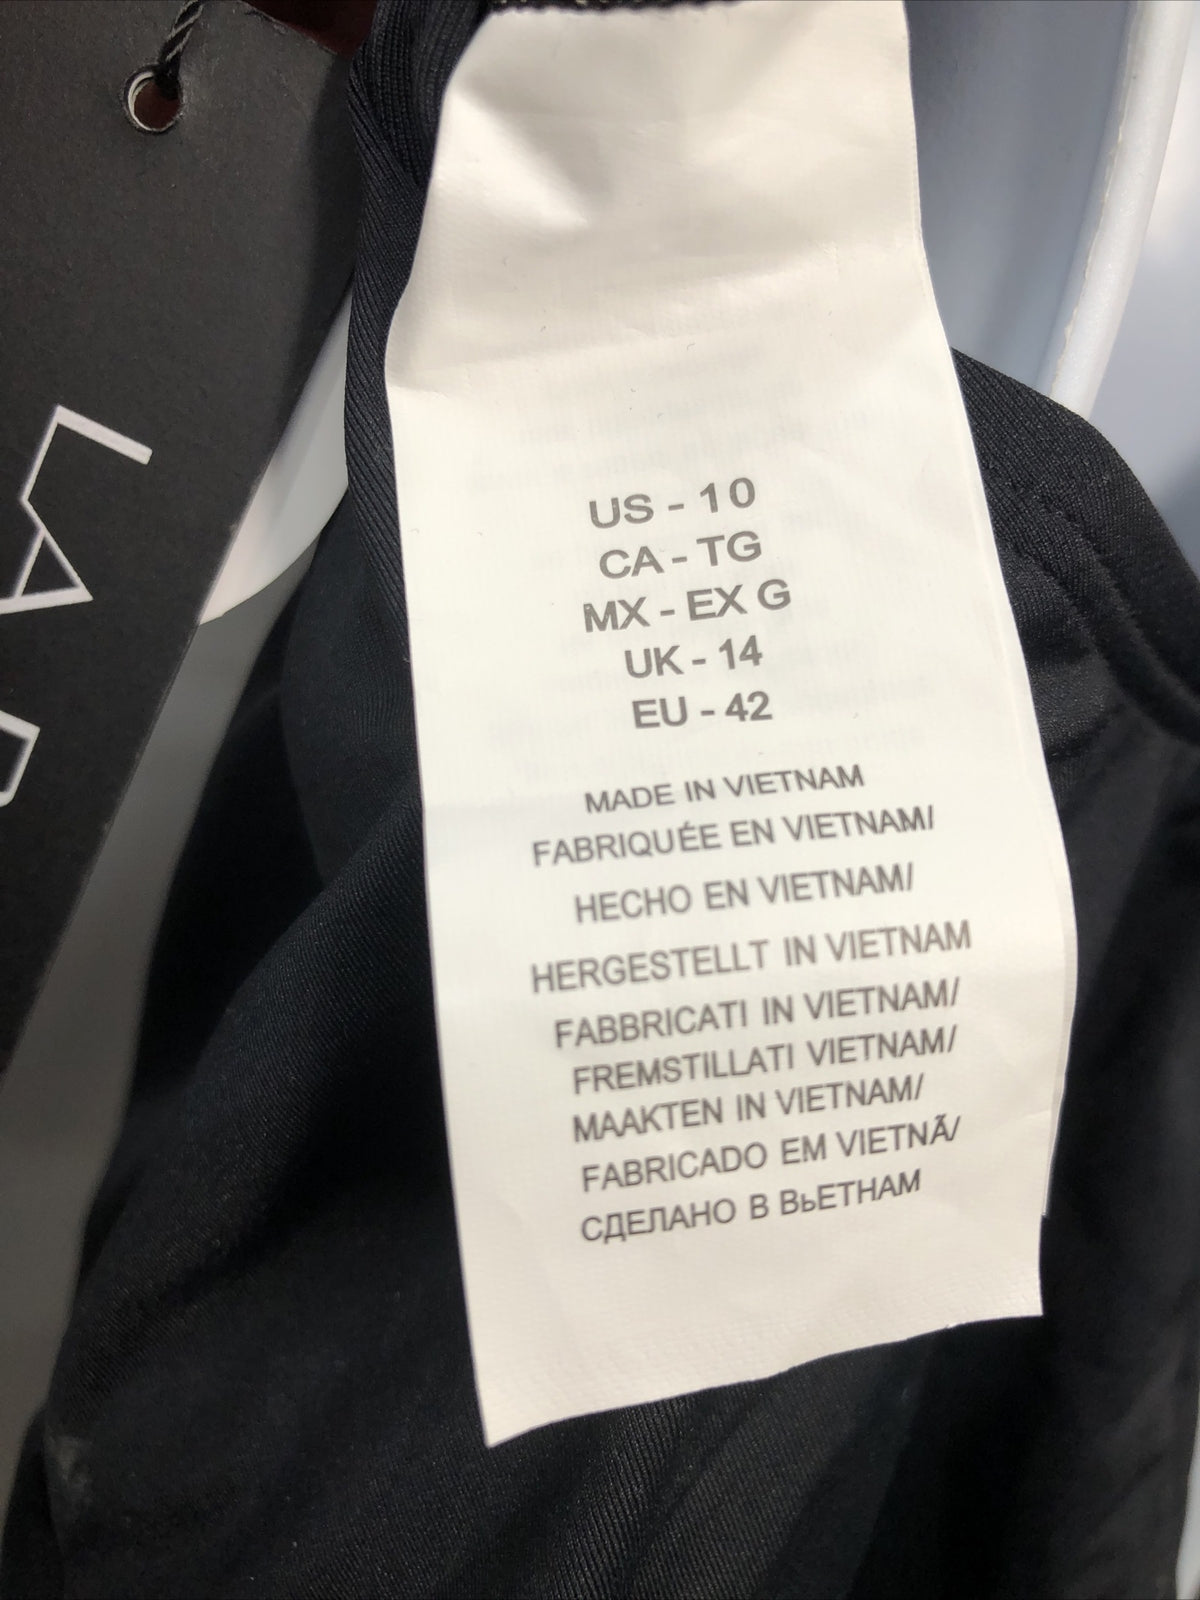 US - 10
CA - TG
MX - EX G
UK - 14
EU - 42
MADE IN VIETNAM
FABRIQUÉE EN VIETNAM/
HECHO EN VIETNAM/
HERGESTELLT IN VIETNAM
FABBRICATI IN VIETNAM/
FREMSTILLATI VIETNAM/
MAAKTEN IN VIETNAM/
FABRICADO EM VIETNÃ/
СДЕЛАНО В ВЬЕТНАМ